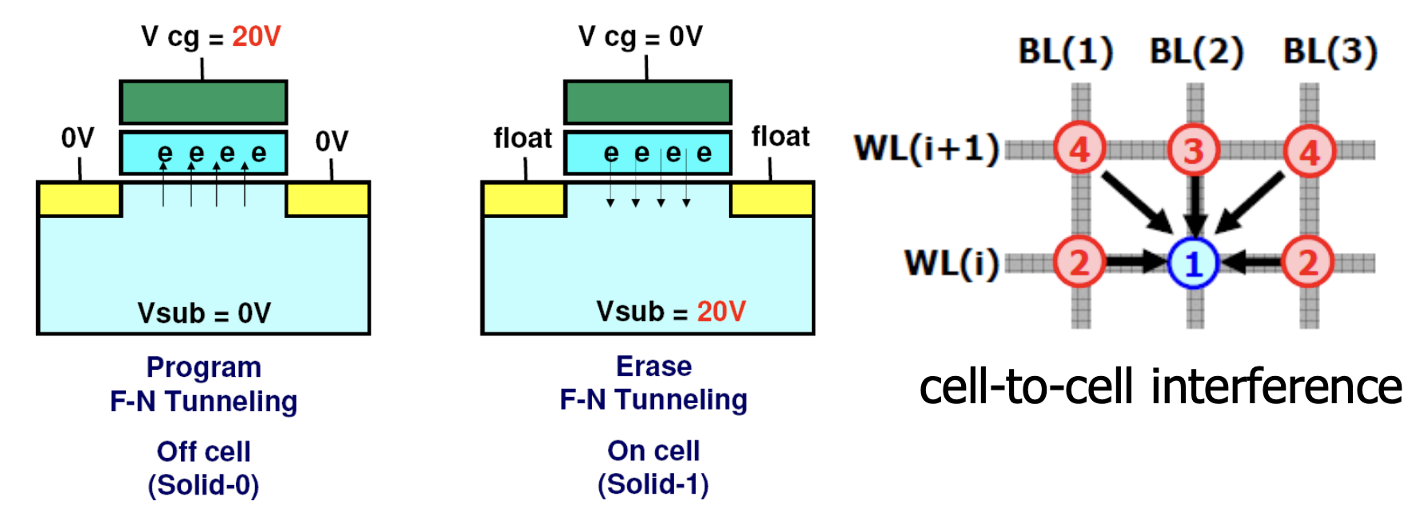 V cg = 20V
0V
0V
e e e e
Vsub = 0V
Program
F-N Tunneling
Off cell
(Solid-0)
V cg = 0V
float
float
e e e e
Vsub = 20V
Erase
F-N Tunneling
On cell
(Solid-1)
BL(1) BL(2) BL(3)
WL(i+1) 4 3 4
WL(i) 2 1 2
cell-to-cell interference